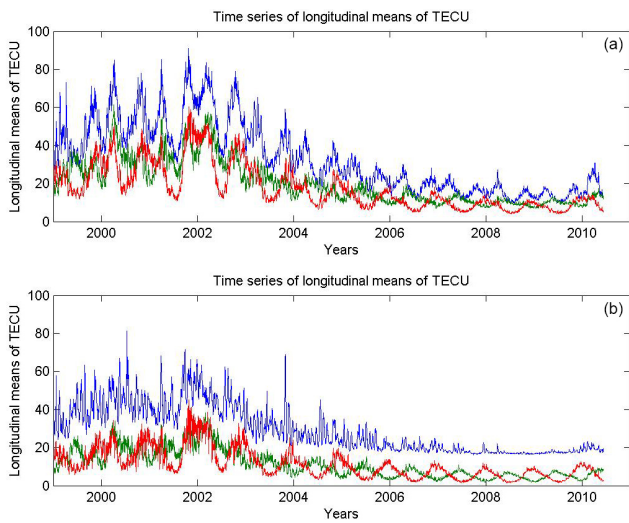 Time series of longitudinal means of TECU
(a)
Longitudinal means of TECU
100
80
60
40
20
0
2000 2002 2004 2006 2008 2010
Years
Time series of longitudinal means of TECU
(b)
Longitudinal means of TECU
100
80
60
40
20
0
2000 2002 2004 2006 2008 2010
Years